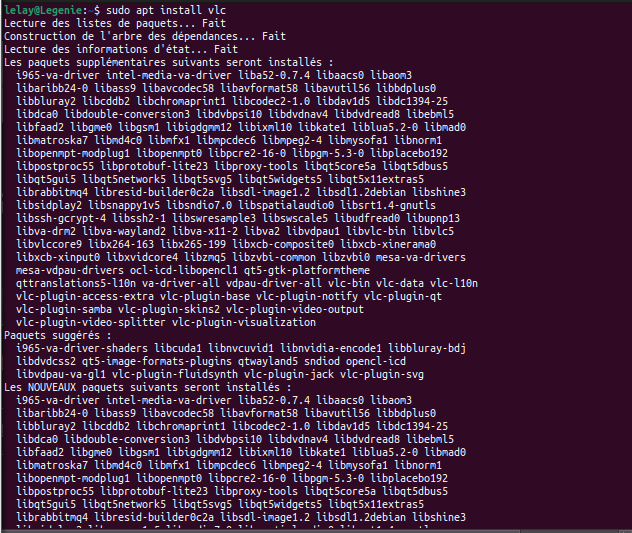 lelay@Legenie:~$ sudo apt install vlc
Lecture des listes de paquets... Fait
Construction de l'arbre des dépendances... Fait
Lecture des informations d'état... Fait
Les paquets supplémentaires suivants seront installés :
i965-va-driver intel-media-va-driver liba52-0.7.4 libaacs0 libaom3
libaribb24-0 libass9 libavcodec58 libavformat58 libavutil56 libbdplus0
libbluray2 libcddb2 libchromaprint1 libcodec2-1.0 libdav1d5 libdc1394-25
libdca0 libdouble-conversion3 libdvbpsi10 libdvdnav4 libdvdread8 libebml5
libfaad2 libgme0 libgsm1 libigdgmm12 libixml10 libkate1 liblua5.2-0 libmad0
libmatroska7 libmd4c0 libmfx1 libmpcdec6 libmpeg2-4 libmysofa1 libnorm1
libopenmpt-modplug1 libopenmpt0 libpcre2-16-0 libpgm-5.3-0 libplacebo192
libpostproc55 libprotobuf-lite23 libproxy-tools libqt5core5a libqt5dbus5
libqt5gui5 libqt5network5 libqt5svg5 libqt5widgets5 libqt5x11extras5
librabbitmq4 libresid-builder0c2a libsdl-image1.2 libsdl1.2debian libshine3
libsidplay2 libsnappy1v5 libsndio7.0 libspatialaudio0 libsrt1.4-gnutls
libssh-gcrypt-4 libssh2-1 libswresample3 libswscale5 libudfread0 libupnp13
libva-drm2 libva-wayland2 libva-x11-2 libva2 libvdpau1 libvlc-bin libvlc5
libvlccore9 libx264-163 libx265-199 libxcb-composite0 libxcb-xinerama0
libxcb-xinput0 libxvidcore4 libzmq5 libzvbi-common libzvbi0 mesa-va-drivers
mesa-vdpau-drivers ocl-icd-libopencl1 qt5-gtk-platformtheme
qttranslations5-l10n va-driver-all vdpau-driver-all vlc-bin vlc-data vlc-l10n
vlc-plugin-access-extra vlc-plugin-base vlc-plugin-notify vlc-plugin-qt
vlc-plugin-samba vlc-plugin-skins2 vlc-plugin-video-output
vlc-plugin-video-splitter vlc-plugin-visualization
Paquets suggérés :
i965-va-driver-shaders libcuda1 libnvcuvid1 libnvidia-encode1 libbluray-bdj
libdvdcss2 qt5-image-formats-plugins qtwayland5 sndiod opencl-icd
libvdpau-va-gl1 vlc-plugin-fluidsynth vlc-plugin-jack vlc-plugin-svg
Les NOUVEAUX paquets suivants seront installés :
i965-va-driver intel-media-va-driver liba52-0.7.4 libaacs0 libaom3
libaribb24-0 libass9 libavcodec58 libavformat58 libavutil56 libbdplus0
libbluray2 libcddb2 libchromaprint1 libcodec2-1.0 libdav1d5 libdc1394-25
libdca0 libdouble-conversion3 libdvbpsi10 libdvdnav4 libdvdread8 libebml5
libfaad2 libgme0 libgsm1 libigdgmm12 libixml10 libkate1 liblua5.2-0 libmad0
libmatroska7 libmd4c0 libmfx1 libmpcdec6 libmpeg2-4 libmysofa1 libnorm1
libopenmpt-modplug1 libopenmpt0 libpcre2-16-0 libpgm-5.3-0 libplacebo192
libpostproc55 libprotobuf-lite23 libproxy-tools libqt5core5a libqt5dbus5
libqt5gui5 libqt5network5 libqt5svg5 libqt5widgets5 libqt5x11extras5
librabbitmq4 libresid-builder0c2a libsdl-image1.2 libsdl1.2debian libshine3